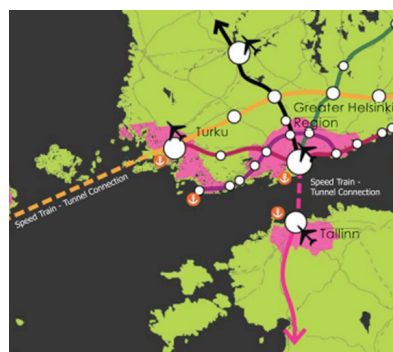 Greater Helsinki
Region
Turku
Speed Train -
Tunnel Connection
Speed Train - Tunnel Connection
Tallinn